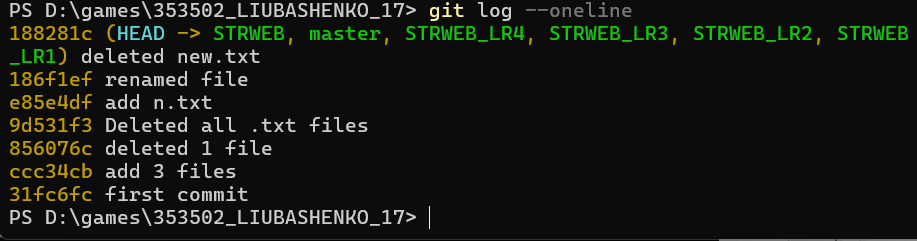 PS D:\games\353502_LIUBASHENKO_17> git log --oneline
188281c (HEAD -> STRWEB, master, STRWEB_LR4, STRWEB_LR3, STRWEB_LR2, STRWEB
_LR1) deleted new.txt
186f1ef renamed file
e85e4df add n.txt
9d531f3 Deleted all .txt files
856076c deleted 1 file
ccc34cb add 3 files
31fc6fc first commit
PS D:\games\353502_LIUBASHENKO_17>